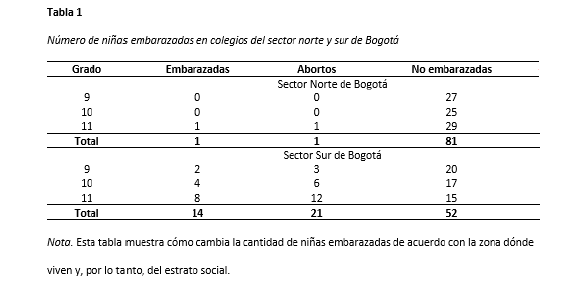 Tabla 1
Número de niñas embarazadas en colegios del sector norte y sur de Bogotá
Grado Embarazadas Abortos No embarazadas
Sector Norte de Bogotá
9 0 0 27
10 0 0 25
11 1 1 29
Total 1 1 81
Sector Sur de Bogotá
9 2 3 20
10 4 6 17
11 8 12 15
Total 14 21 52
Nota. Esta tabla muestra cómo cambia la cantidad de niñas embarazadas de acuerdo con la zona dónde
viven y, por lo tanto, del estrato social.